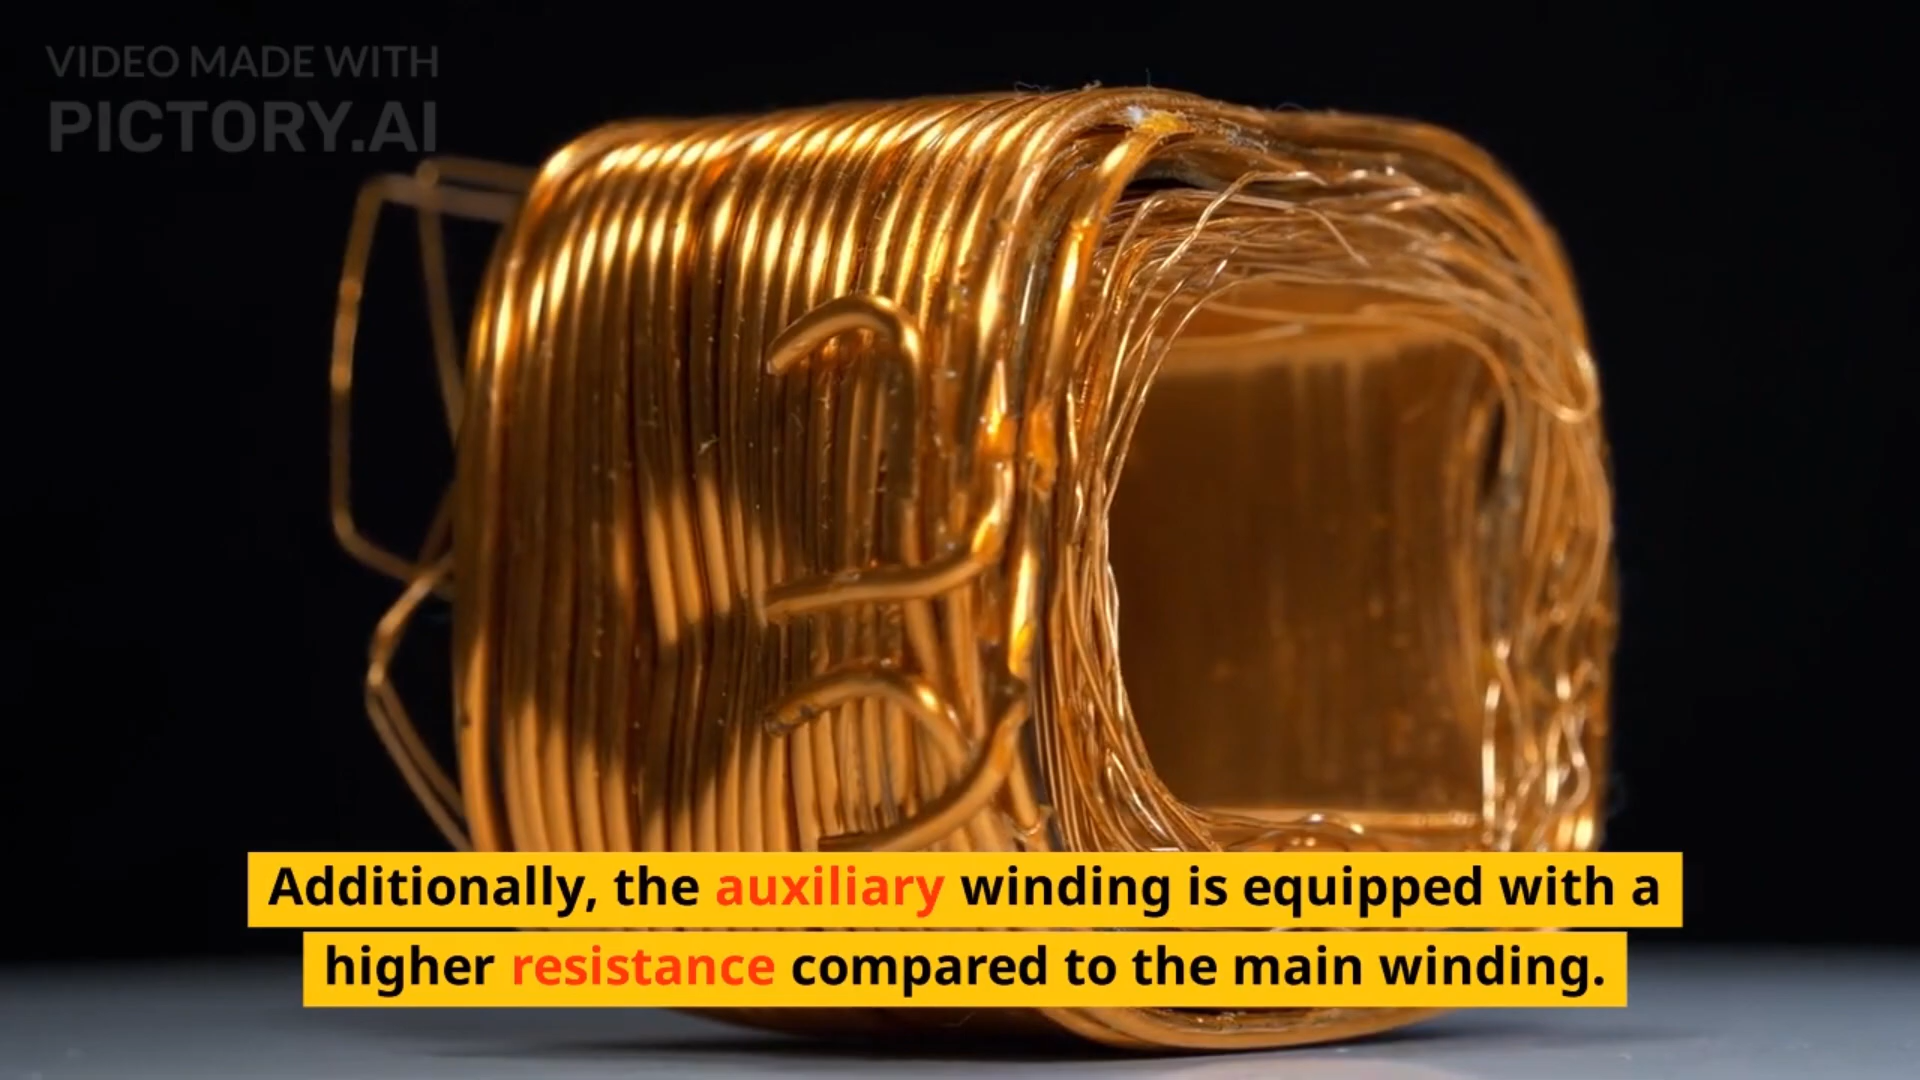 VIDEO MADE WITH
PICTORY.AI
Additionally, the auxiliary winding is equipped with a
higher resistance compared to the main winding.